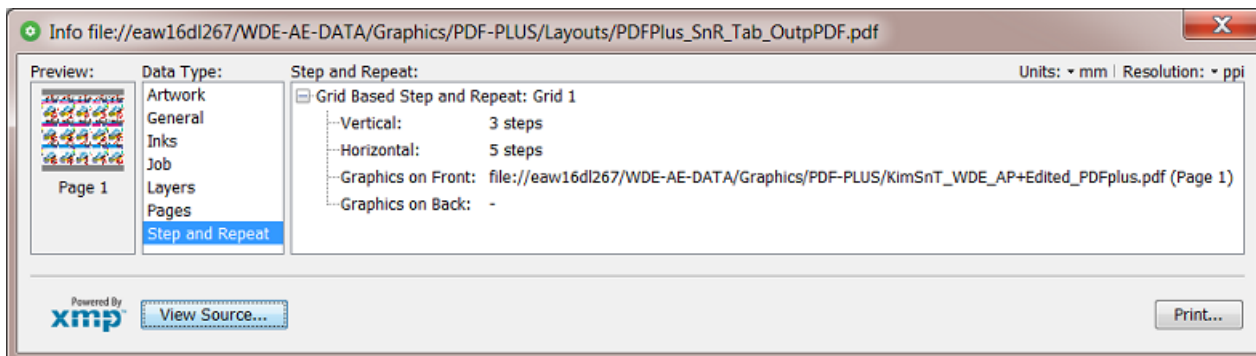 Info file://eaw16dl267/WDE-AE-DATA/Graphics/PDF-PLUS/Layouts/PDFPlus_SnR_Tab_OutpPDF.pdf
Preview: Data Type: Step and Repeat: Units: mm | Resolution: ppi
Artwork
General
Inks
Job
Layers
Pages
Step and Repeat
Page 1
Grid Based Step and Repeat: Grid 1
Vertical: 3 steps
Horizontal: 5 steps
Graphics on Front: file://eaw16dl267/WDE-AE-DATA/Graphics/PDF-PLUS/KimSnT_WDE_AP+Edited_PDFplus.pdf (Page 1)
Graphics on Back: -
Powered By
xmp
View Source...
Print...